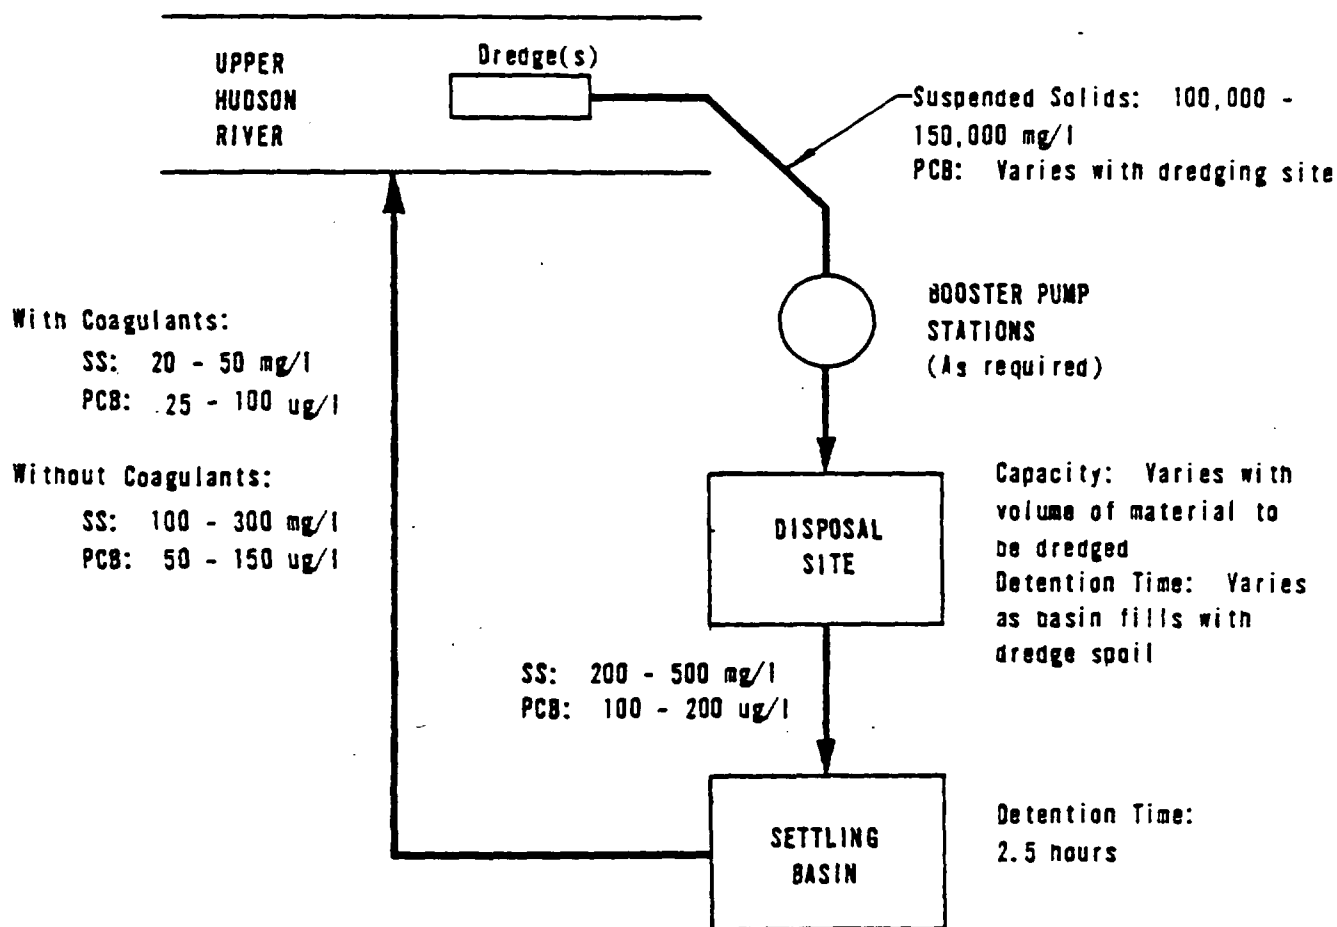 UPPER
HUDSON
RIVER
Dredge(s)
Suspended Solids: 100,000 -
150,000 mg/l
PCB: Varies with dredging site
BOOSTER PUMP
STATIONS
(As required)
With Coagulants:
SS: 20 - 50 mg/l
PCB: 25 - 100 ug/l
Without Coagulants:
SS: 100 - 300 mg/l
PCB: 50 - 150 ug/l
DISPOSAL
SITE
Capacity: Varies with
volume of material to
be dredged
Detention Time: Varies
as basin fills with
dredge spoil
SS: 200 - 500 mg/l
PCB: 100 - 200 ug/l
SETTLING
BASIN
Detention Time:
2.5 hours